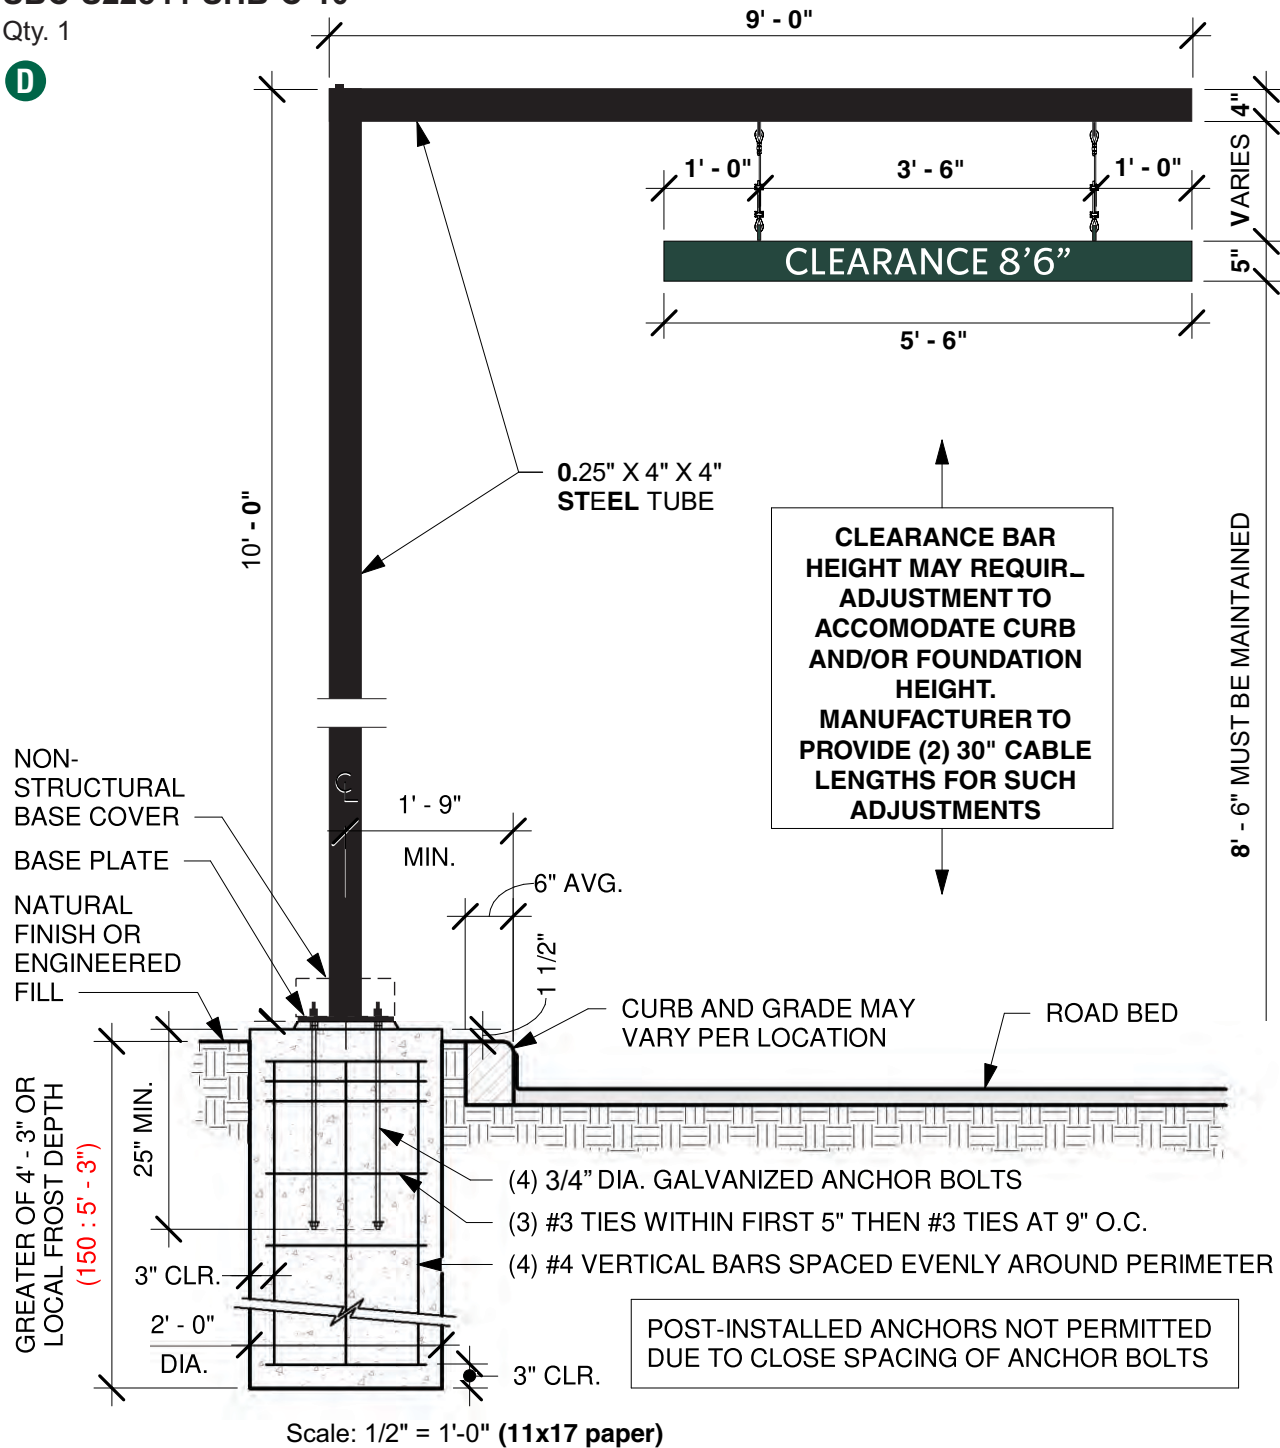 Qty. 1
D
9' - 0"
4"
VARIES
5"
1' - 0"
3' - 6"
1' - 0"
CLEARANCE 8'6”
5' - 6"
10' - 0"
0.25" X 4" X 4"
STEEL TUBE
CLEARANCE BAR
HEIGHT MAY REQUIR
ADJUSTMENT TO
ACCOMODATE CURB
AND/OR FOUNDATION
HEIGHT.
MANUFACTURER TO
PROVIDE (2) 30" CABLE
LENGTHS FOR SUCH
ADJUSTMENTS
8' - 6" MUST BE MAINTAINED
NON-
STRUCTURAL
BASE COVER
BASE PLATE
NATURAL
FINISH OR
ENGINEERED
FILL
CL
1' - 9"
MIN.
6" AVG.
1 1/2"
CURB AND GRADE MAY
VARY PER LOCATION
ROAD BED
GREATER OF 4' - 3" OR
LOCAL FROST DEPTH
(150 : 5' - 3")
25" MIN.
(4) 3/4” DIA. GALVANIZED ANCHOR BOLTS
(3) #3 TIES WITHIN FIRST 5" THEN #3 TIES AT 9" O.C.
(4) #4 VERTICAL BARS SPACED EVENLY AROUND PERIMETER
3" CLR.
2' - 0"
DIA.
3" CLR.
POST-INSTALLED ANCHORS NOT PERMITTED
DUE TO CLOSE SPACING OF ANCHOR BOLTS
Scale: 1/2" = 1'-0" (11x17 paper)